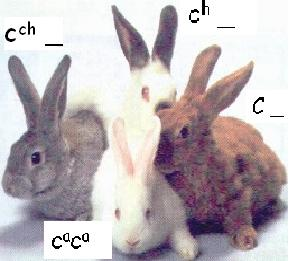 cʰ _
cᶜʰ _
C _
cᵃcᵃ